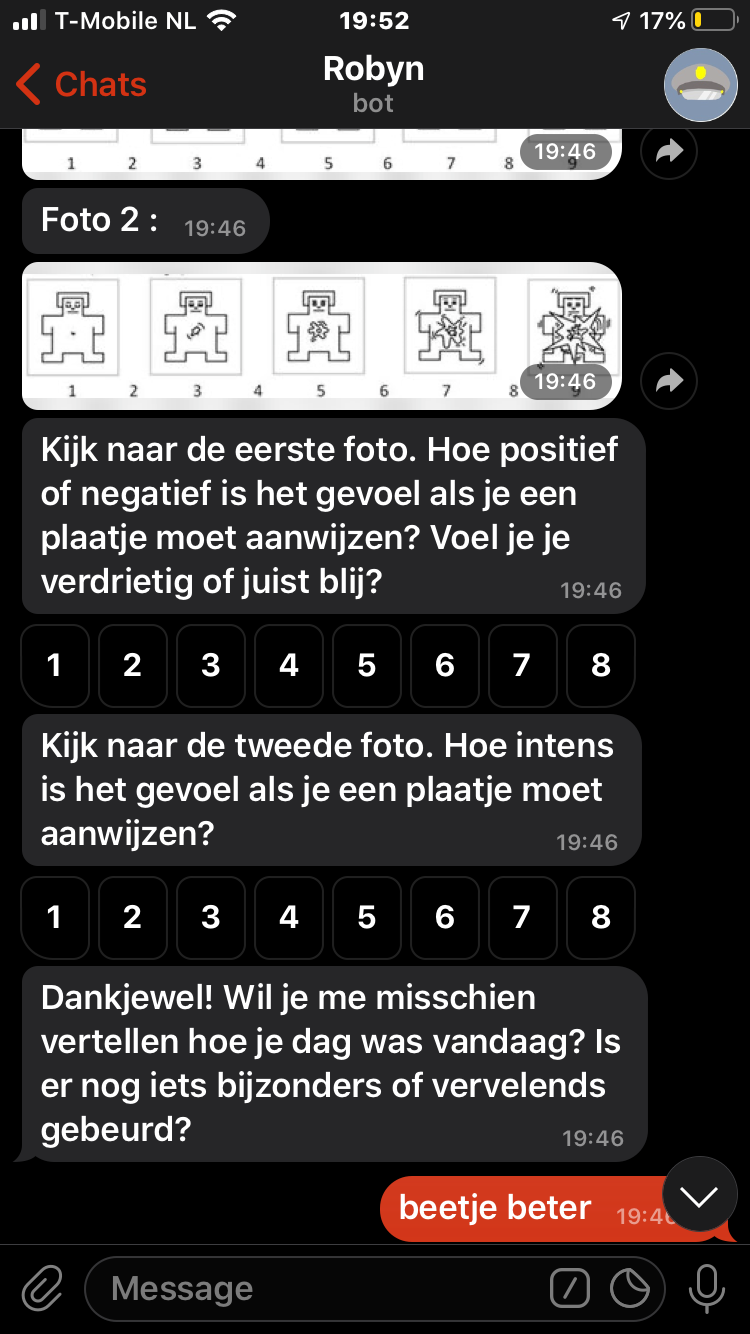 T-Mobile NL 19:52 17%
Chats
Robyn
bot
1 2 3 4 5 6 7 8 9
19:46
Foto 2 : 19:46
1 2 3 4 5 6 7 8 9
19:46
Kijk naar de eerste foto. Hoe positief
of negatief is het gevoel als je een
plaatje moet aanwijzen? Voel je je
verdrietig of juist blij?
19:46
1 2 3 4 5 6 7 8
Kijk naar de tweede foto. Hoe intens
is het gevoel als je een plaatje moet
aanwijzen?
19:46
1 2 3 4 5 6 7 8
Dankjewel! Wil je me misschien
vertellen hoe je dag was vandaag? Is
er nog iets bijzonders of vervelends
gebeurd?
19:46
beetje beter 19:46
Message